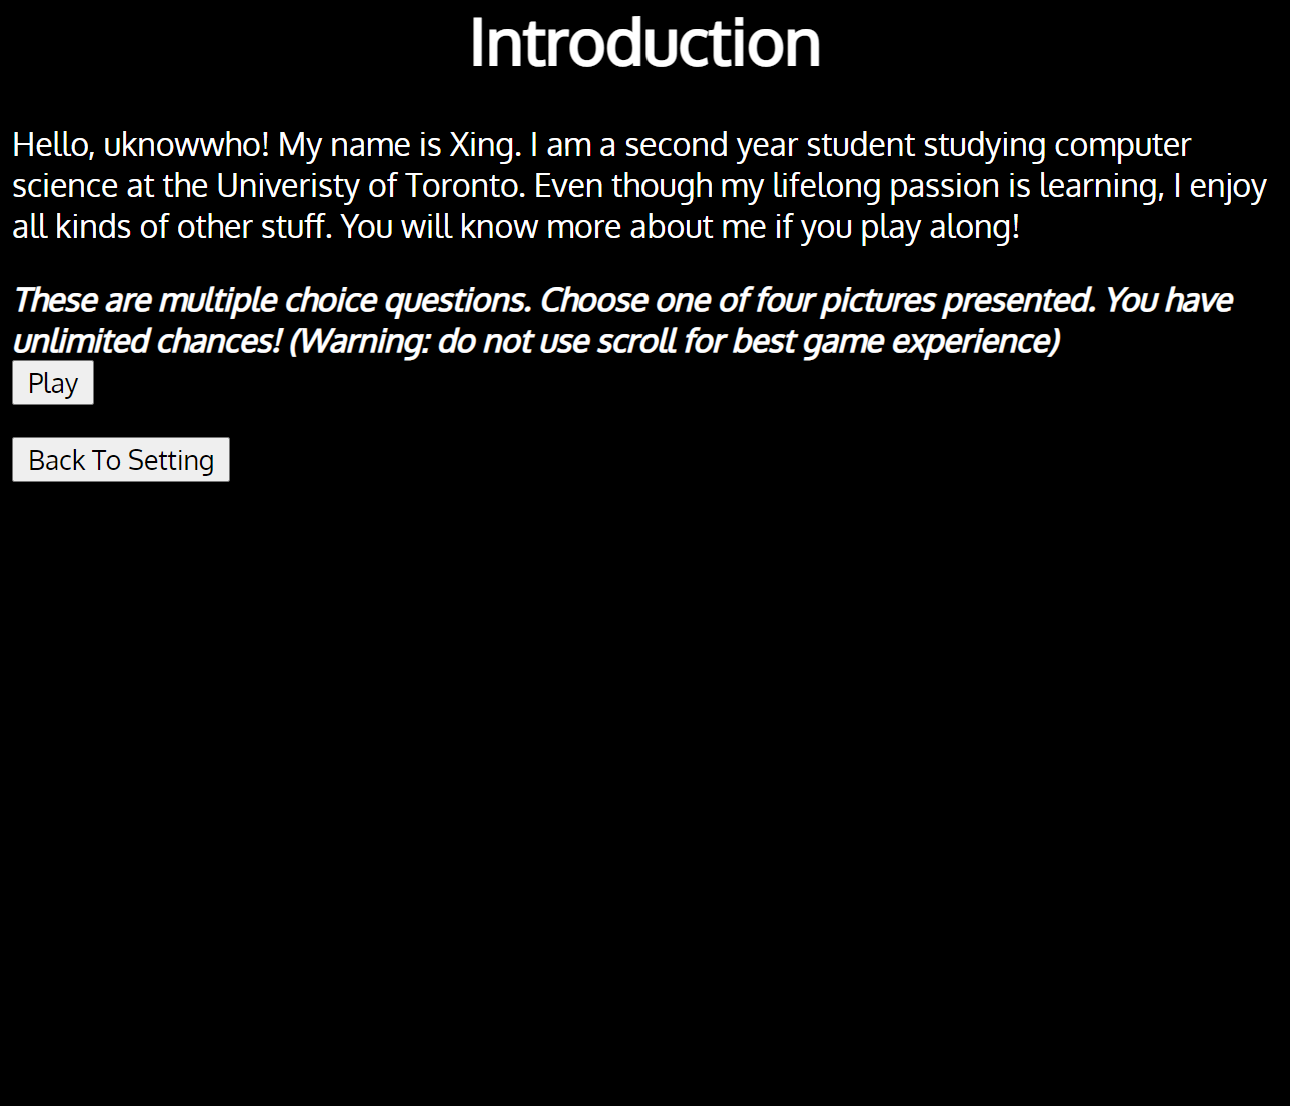 Introduction
Hello, uknowwho! My name is Xing. I am a second year student studying computer
science at the Univeristy of Toronto. Even though my lifelong passion is learning, I enjoy
all kinds of other stuff. You will know more about me if you play along!
These are multiple choice questions. Choose one of four pictures presented. You have
unlimited chances! (Warning: do not use scroll for best game experience)
Play
Back To Setting